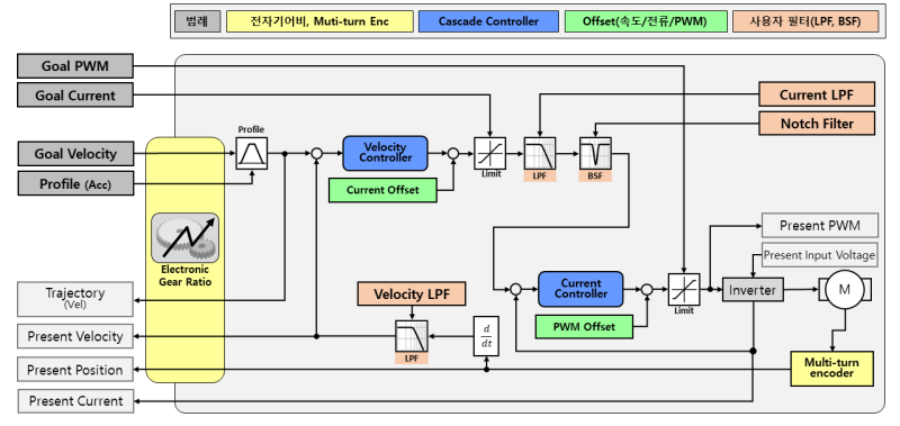 범례
전자기어비, Muti-turn Enc
Cascade Controller
Offset(속도/전류/PWM)
사용자 필터(LPF, BSF)
Goal PWM
Goal Current
Current LPF
Notch Filter
Profile
Goal Velocity
Velocity
Controller
Limit
LPF
BSF
Profile (Acc)
Current Offset
Present PWM
Present Input Voltage
Electronic
Gear Ratio
Current
Controller
Limit
Inverter
M
Trajectory
(Vel)
Velocity LPF
PWM Offset
Present Velocity
LPF
d
dt
Present Position
Multi-turn
encoder
Present Current